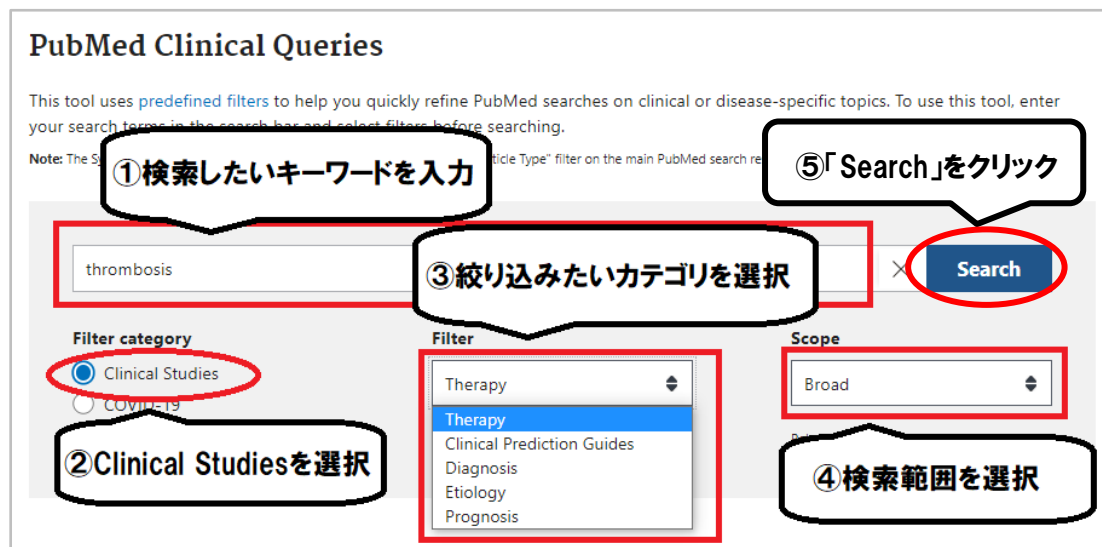 PubMed Clinical Queries
This tool uses predefined filters to help you quickly refine PubMed searches on clinical or disease-specific topics. To use this tool, enter
your search terms in the search bar and select filters before searching.
Note: The Sy
ticle Type" filter on the main PubMed search re
①検索したいキーワードを入力
⑤「Search」をクリック
thrombosis
Search
③絞り込みたいカテゴリを選択
Filter category
Filter
Scope
Clinical Studies
COVID-19
Therapy
Broad
Therapy
Clinical Prediction Guides
Diagnosis
Etiology
Prognosis
②Clinical Studiesを選択
④検索範囲を選択